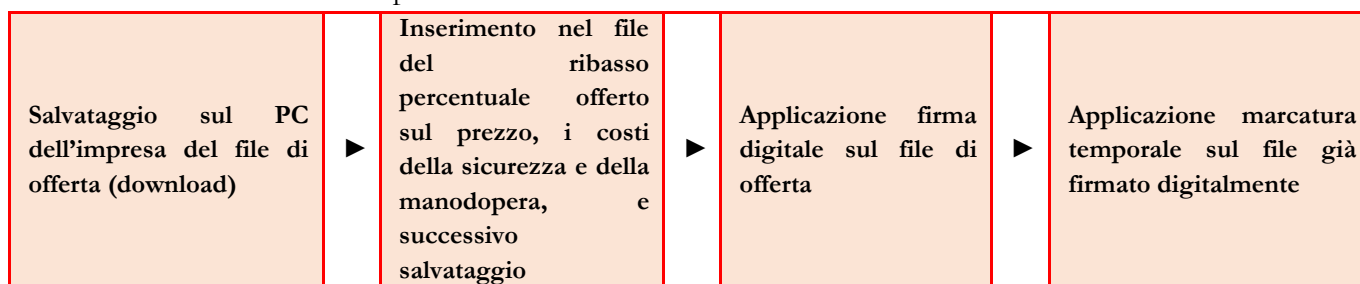 Salvataggio sul PC
dell'impresa del file di
offerta (download)
►
Inserimento nel file
del ribasso
percentuale offerto
sul prezzo, i costi
della sicurezza e della
manodopera, e
successivo
salvataggio
►
Applicazione firma
digitale sul file di
offerta
►
Applicazione marcatura
temporale sul file già
firmato digitalmente